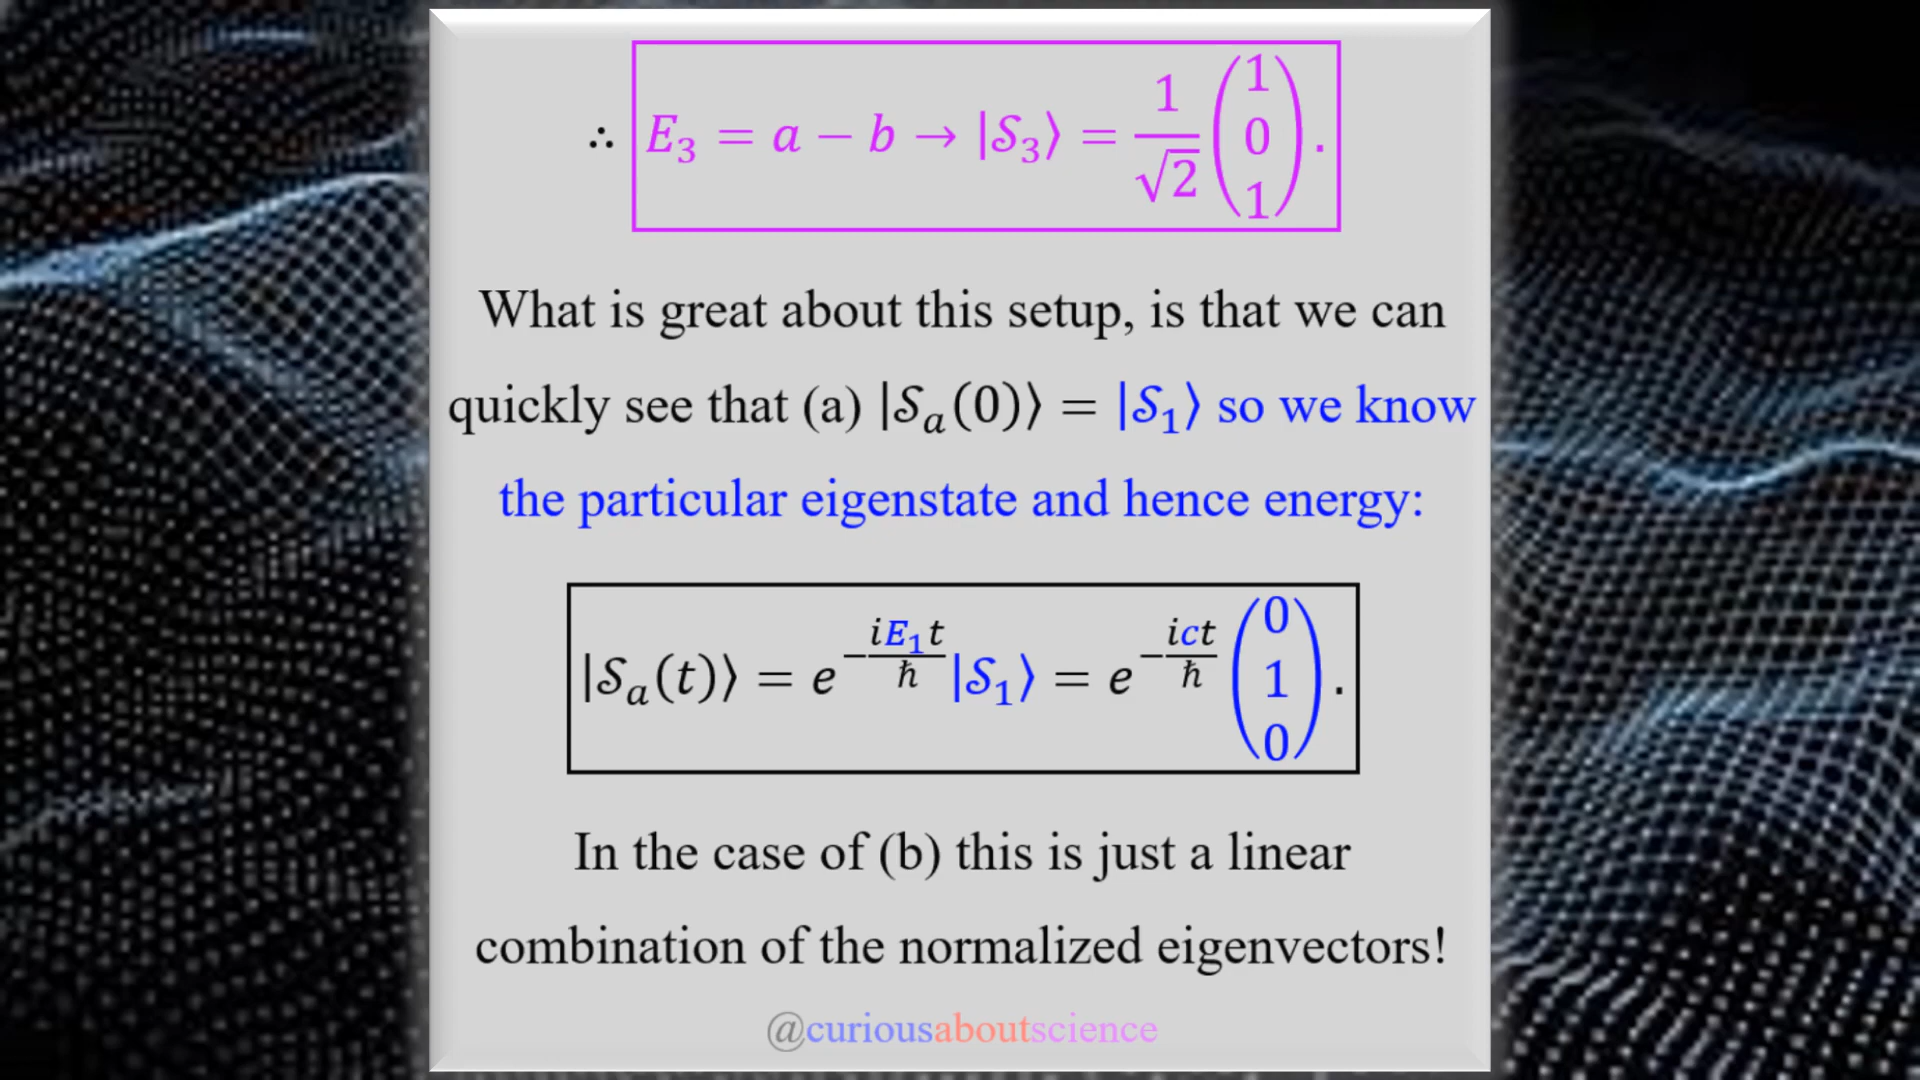 ∴ E₃ = a − b → |𝒮₃⟩ = 1/√2 (1 0 1).
What is great about this setup, is that we can
quickly see that (a) |𝒮ₐ(0)⟩ = |𝒮₁⟩ so we know
the particular eigenstate and hence energy:
|𝒮ₐ(t)⟩ = e^(−iE₁t/ħ) |𝒮₁⟩ = e^(−ict/ħ) (0 1 0).
In the case of (b) this is just a linear
combination of the normalized eigenvectors!
@curiousaboutscience